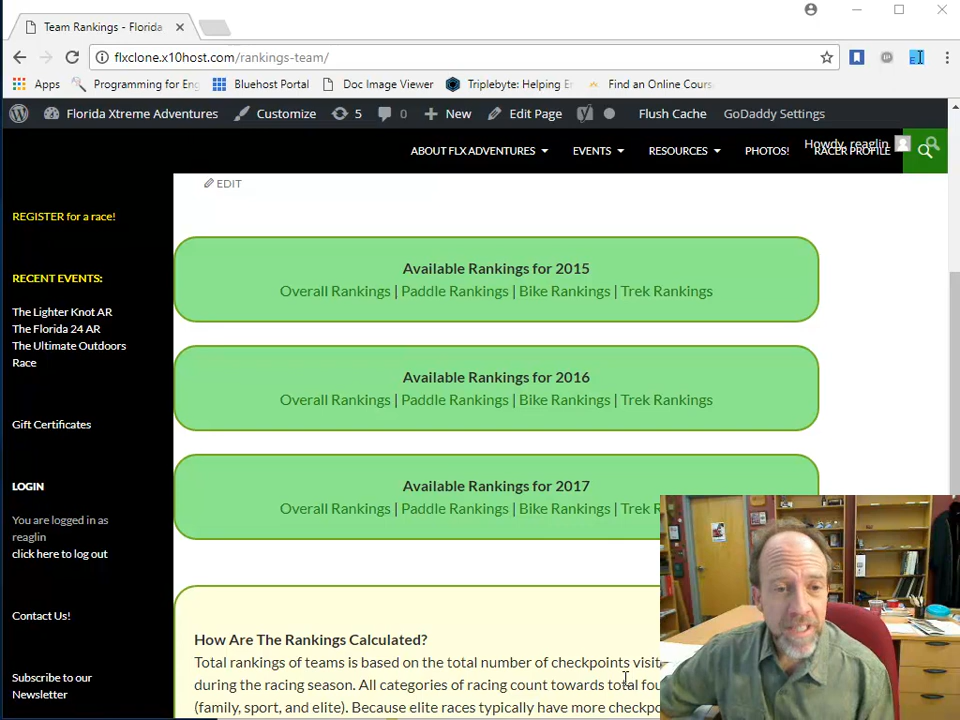 Team Rankings - Florida
flxclone.x10host.com/rankings-team/
Apps Programming for Eng Bluehost Portal Doc Image Viewer Triplebyte: Helping En Find an Online Cours
Florida Xtreme Adventures Customize 5 0 New Edit Page Flush Cache GoDaddy Settings
Howdy, reaglin
ABOUT FLX ADVENTURES EVENTS RESOURCES PHOTOS! RACER PROFILE
EDIT
REGISTER for a race!
RECENT EVENTS:
The Lighter Knot AR
The Florida 24 AR
The Ultimate Outdoors
Race
Gift Certificates
LOGIN
You are logged in as
reaglin
click here to log out
Contact Us!
Subscribe to our
Newsletter
Available Rankings for 2015
Overall Rankings | Paddle Rankings | Bike Rankings | Trek Rankings
Available Rankings for 2016
Overall Rankings | Paddle Rankings | Bike Rankings | Trek Rankings
Available Rankings for 2017
Overall Rankings | Paddle Rankings | Bike Rankings | Trek R
How Are The Rankings Calculated?
Total rankings of teams is based on the total number of checkpoints visit
during the racing season. All categories of racing count towards total fou
(family, sport, and elite). Because elite races typically have more checkpo